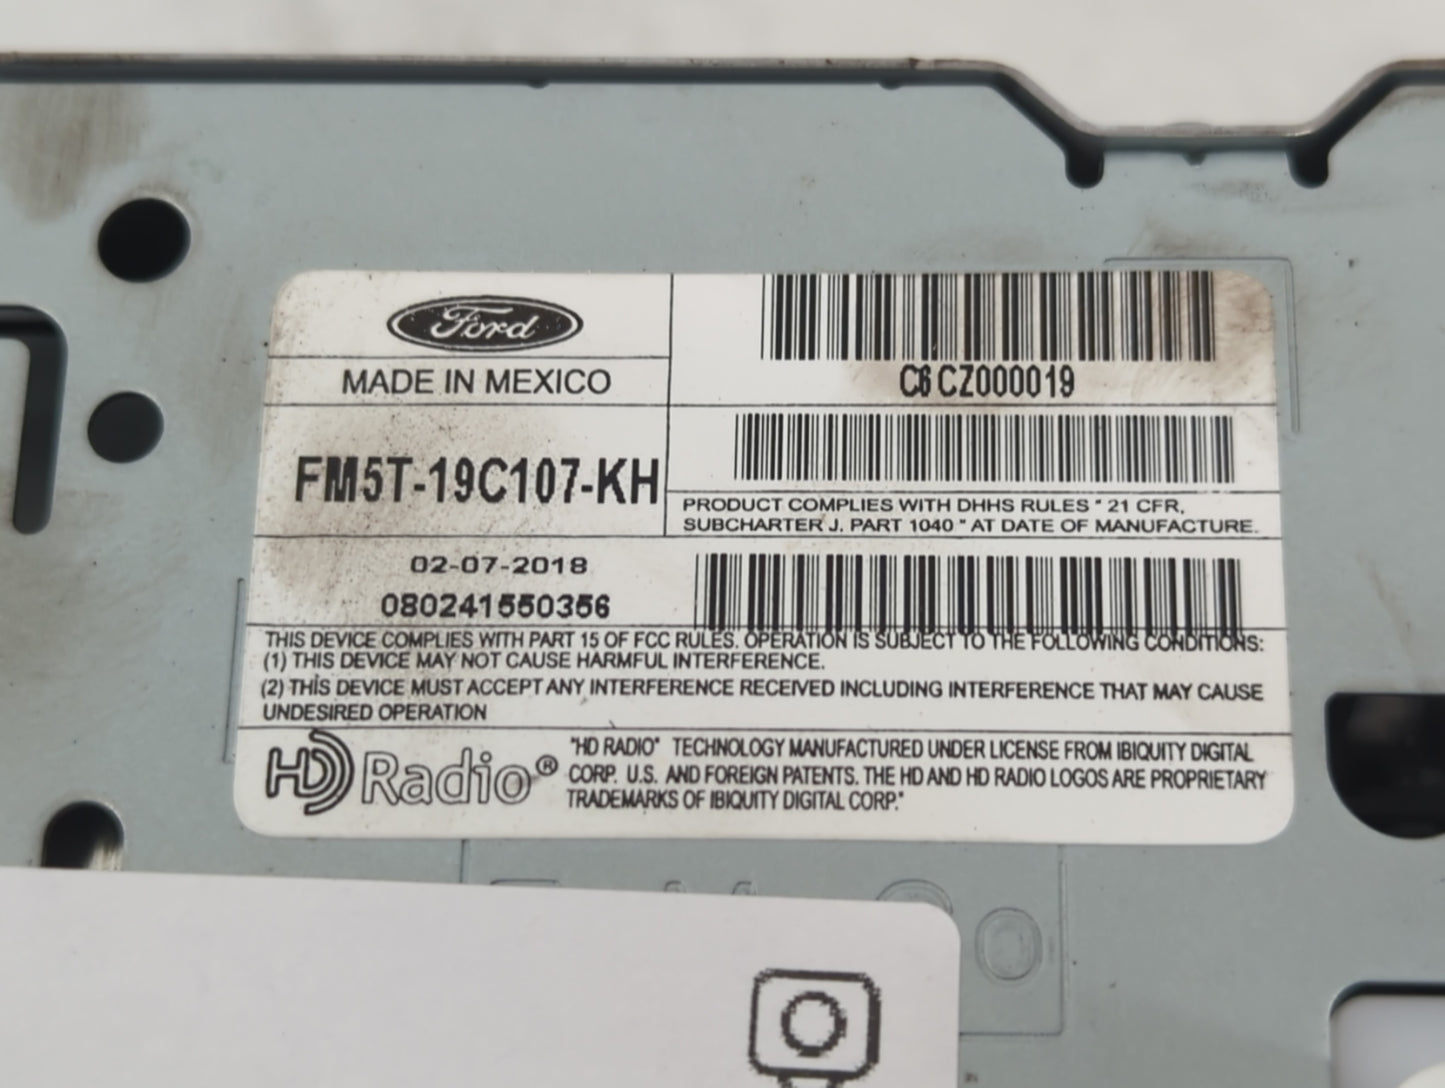 Ford
MADE IN MEXICO
C6 CZ000019
FM5T-19C107-KH
PRODUCT COMPLIES WITH DHHS RULES " 21 CFR,
SUBCHARTER J. PART 1040 " AT DATE OF MANUFACTURE.
02-07-2018
080241550356
THIS DEVICE COMPLIES WITH PART 15 OF FCC RULES. OPERATION IS SUBJECT TO THE FOLLOWING CONDITIONS:
(1) THIS DEVICE MAY NOT CAUSE HARMFUL INTERFERENCE.
(2) THIS DEVICE MUST ACCEPT ANY INTERFERENCE RECEIVED INCLUDING INTERFERENCE THAT MAY CAUSE
UNDESIRED OPERATION
HD Radio®
"HD RADIO" TECHNOLOGY MANUFACTURED UNDER LICENSE FROM IBIQUITY DIGITAL
CORP. U.S. AND FOREIGN PATENTS. THE HD AND HD RADIO LOGOS ARE PROPRIETARY
TRADEMARKS OF IBIQUITY DIGITAL CORP."